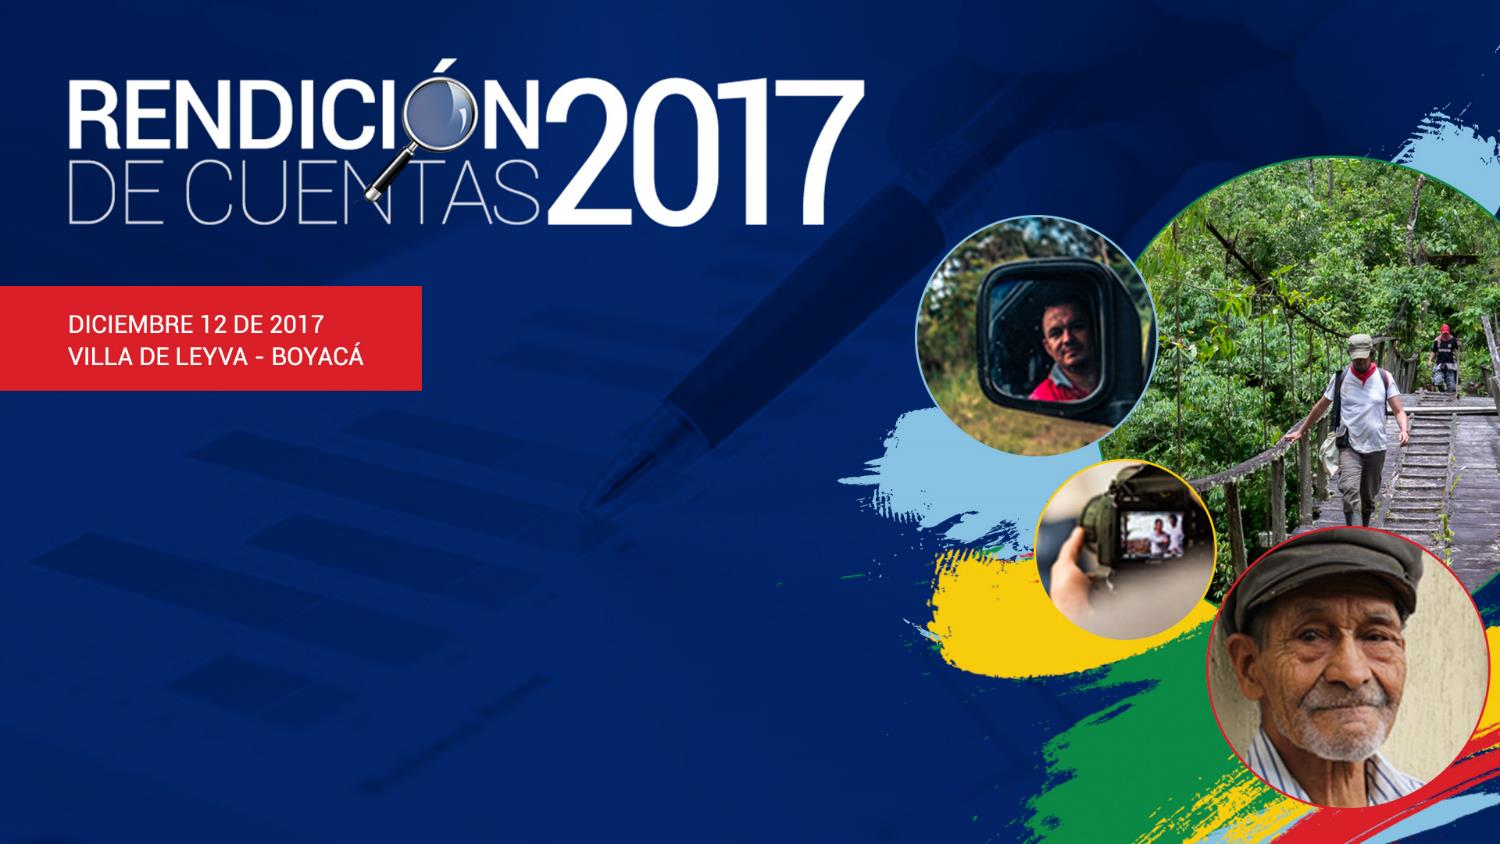 RENDICIÓN
DE CUENTAS 2017
DICIEMBRE 12 DE 2017
VILLA DE LEYVA - BOYACÁ